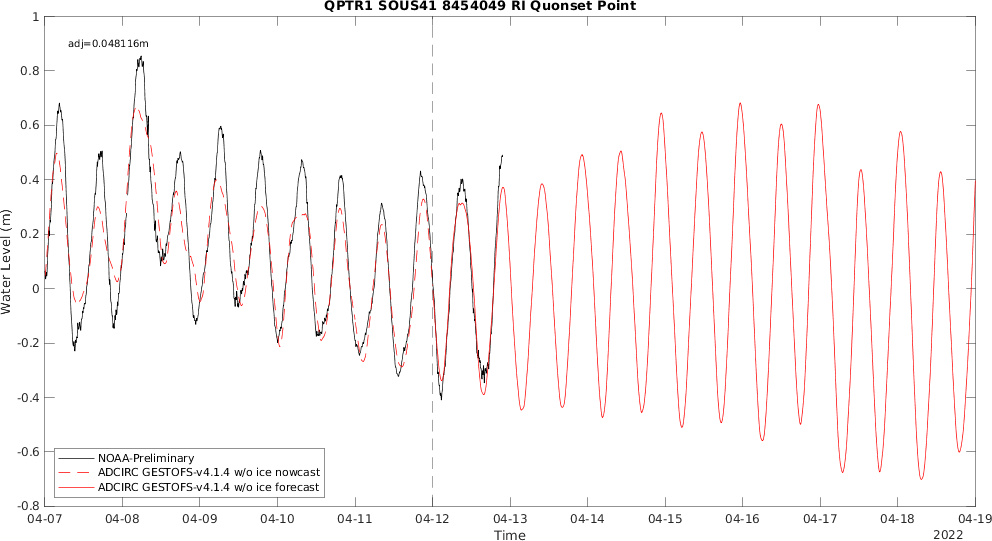 QPTR1 SOUS41 8454049 RI Quonset Point
adj=0.048116m
1
0.8
0.6
0.4
0.2
0
-0.2
-0.4
-0.6
-0.8
Water Level (m)
NOAA-Preliminary
ADCIRC GESTOFS-v4.1.4 w/o ice nowcast
ADCIRC GESTOFS-v4.1.4 w/o ice forecast
04-07 04-08 04-09 04-10 04-11 04-12 04-13 04-14 04-15 04-16 04-17 04-18 04-19
Time
2022